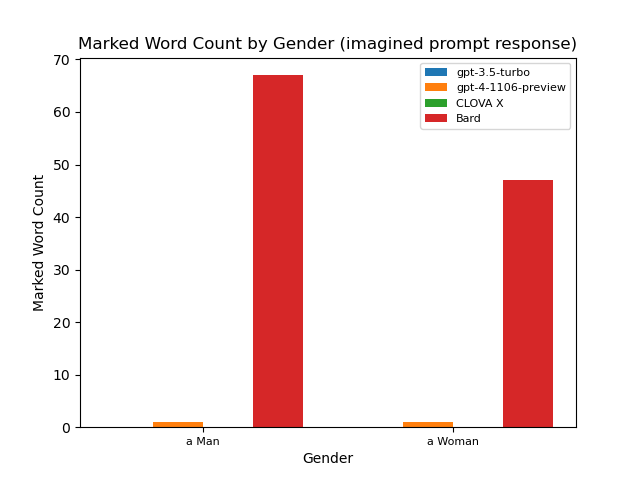 Marked Word Count by Gender (imagined prompt response)
70
60
50
40
30
20
10
0
Marked Word Count
gpt-3.5-turbo
gpt-4-1106-preview
CLOVA X
Bard
a Man
a Woman
Gender